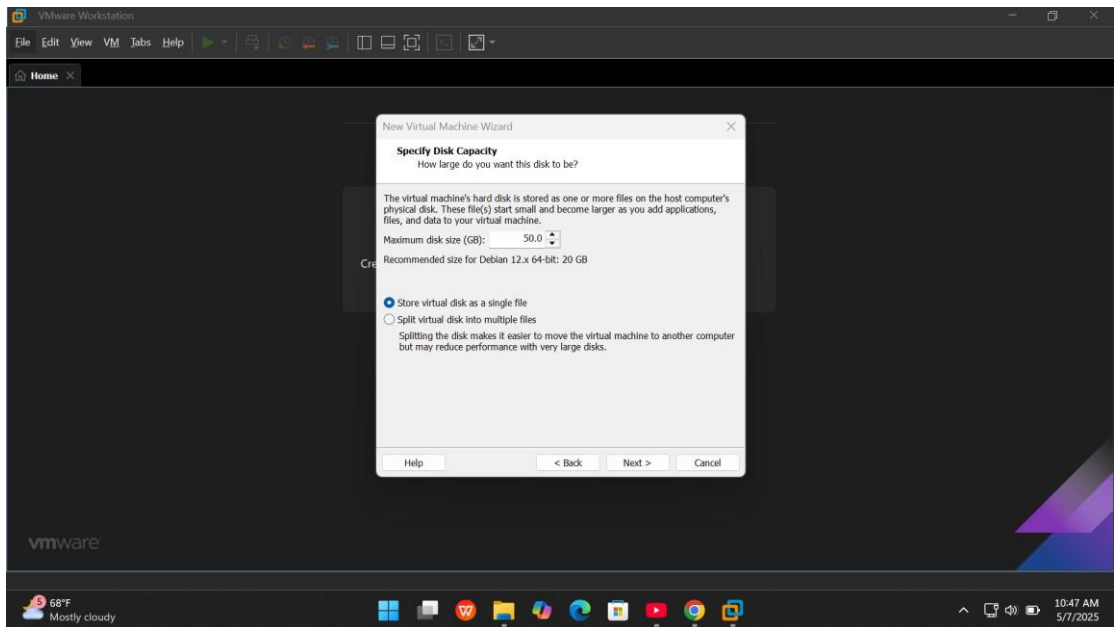 VMware Workstation
File Edit View VM Tabs Help
Home
New Virtual Machine Wizard
Specify Disk Capacity
How large do you want this disk to be?
The virtual machine's hard disk is stored as one or more files on the host computer's
physical disk. These file(s) start small and become larger as you add applications,
files, and data to your virtual machine.
Maximum disk size (GB): 50.0
Cre
Recommended size for Debian 12.x 64-bit: 20 GB
Store virtual disk as a single file
Split virtual disk into multiple files
Splitting the disk makes it easier to move the virtual machine to another computer
but may reduce performance with very large disks.
Help < Back Next > Cancel
vmware
5 68°F
Mostly cloudy
10:47 AM
5/7/2025